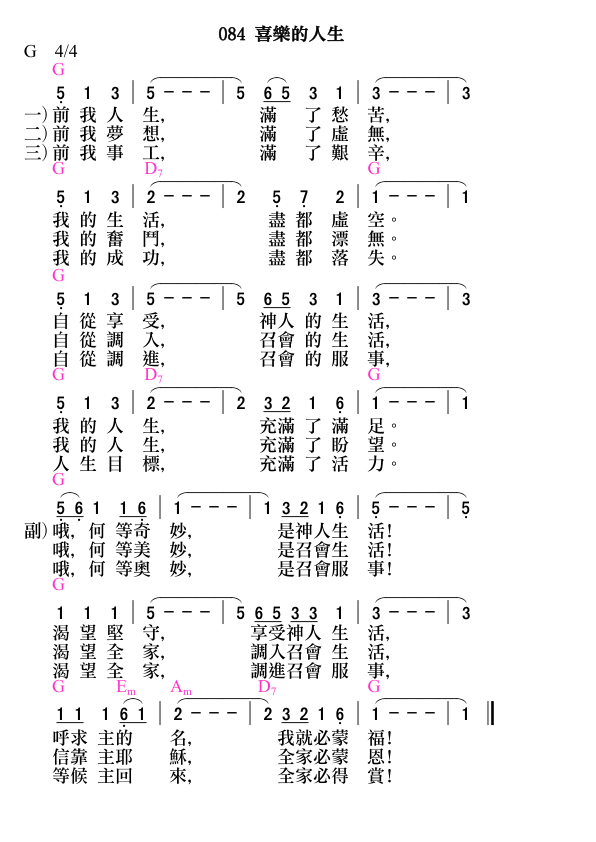 084 喜樂的人生
G 4/4
G
5 1 3 | 5 - - - | 5 6 5 3 1 | 3 - - - | 3
一)前我人生，滿了愁苦，
二)前我夢想，滿了虛無，
三)前我事工，滿了艱辛，
G D7 G
5 1 3 | 2 - - - | 2 5 7 2 | 1 - - - | 1
我的生活，盡都虛空。
我的奮鬥，盡都漂無。
我的成功，盡都落失。
G
5 1 3 | 5 - - - | 5 6 5 3 1 | 3 - - - | 3
自從享受，神人的生活，
自從調入，召會的生活，
自從調進，召會的服事，
G D7 G
5 1 3 | 2 - - - | 2 3 2 1 6 | 1 - - - | 1
我的人生，充滿了滿足。
我的人生，充滿了盼望。
人生目標，充滿了活力。
G
5 6 1 1 6 | 1 - - - | 1 3 2 1 6 | 5 - - - | 5
副)哦，何等奇妙，是神人生活！
哦，何等美妙，是召會生活！
哦，何等奧妙，是召會服事！
G
1 1 1 | 5 - - - | 5 6 5 3 3 1 | 3 - - - | 3
渴望堅守，享受神人生活，
渴望全家，調入召會生活，
渴望全家，調進召會服事，
G Em Am D7 G
1 1 1 6 1 | 2 - - - | 2 3 2 1 6 | 1 - - - | 1 ‖
呼求主的名，我就必蒙福！
信靠主耶穌，全家必蒙恩！
等候主回來，全家必得賞！